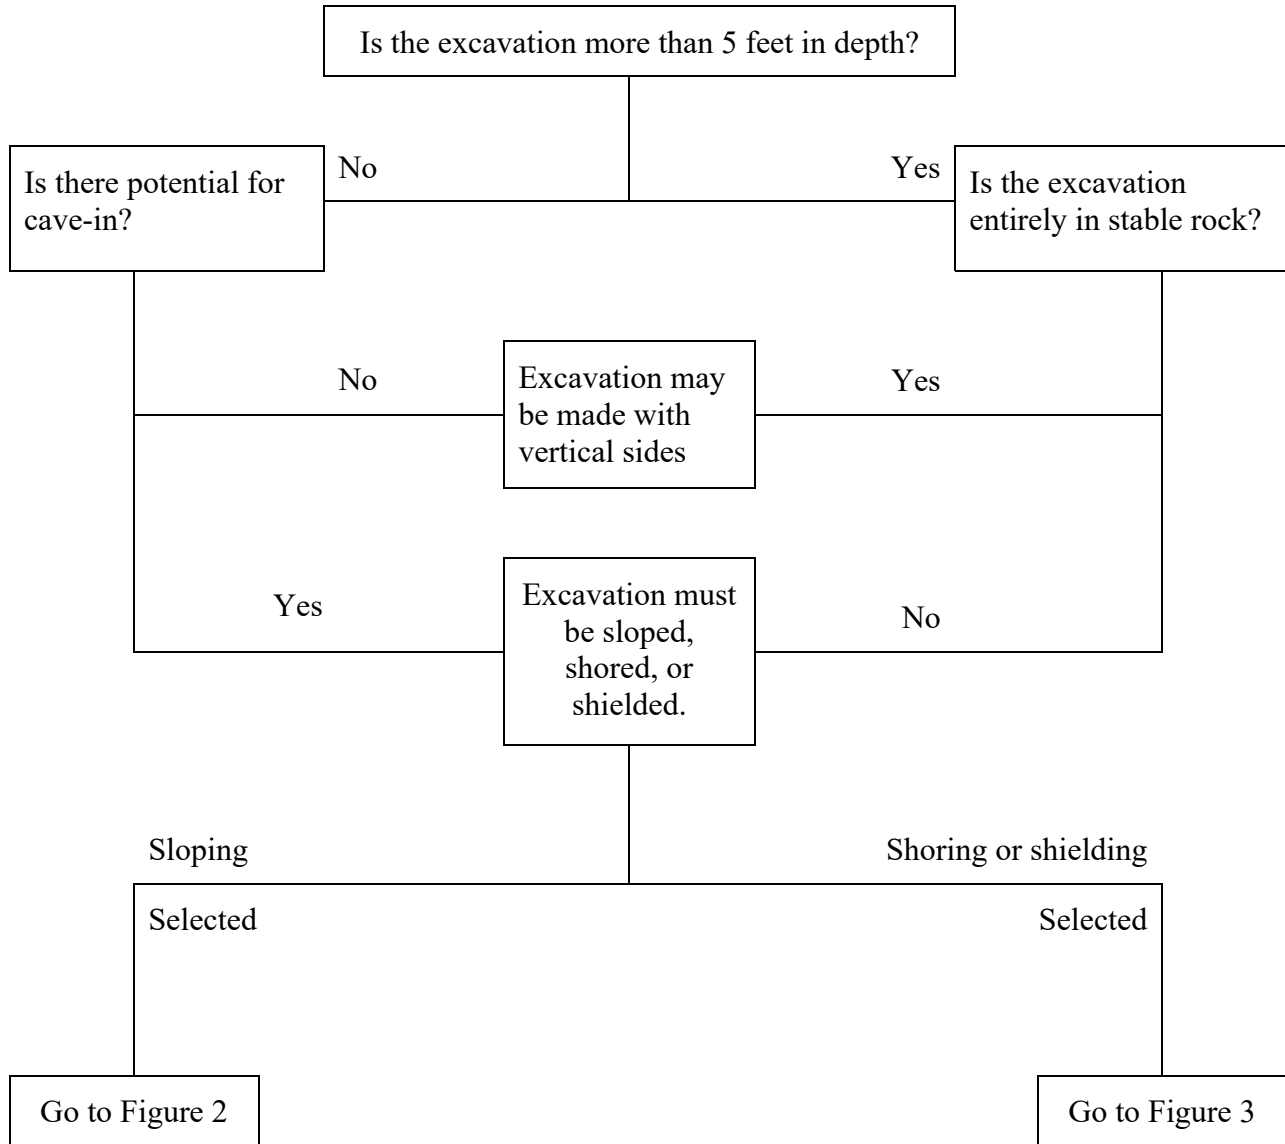 Is the excavation more than 5 feet in depth?
No
Yes
Is there potential for
cave-in?
Is the excavation
entirely in stable rock?
No
Excavation may
be made with
vertical sides
Yes
Yes
Excavation must
be sloped,
shored, or
shielded.
No
Sloping
Shoring or shielding
Selected
Selected
Go to Figure 2
Go to Figure 3